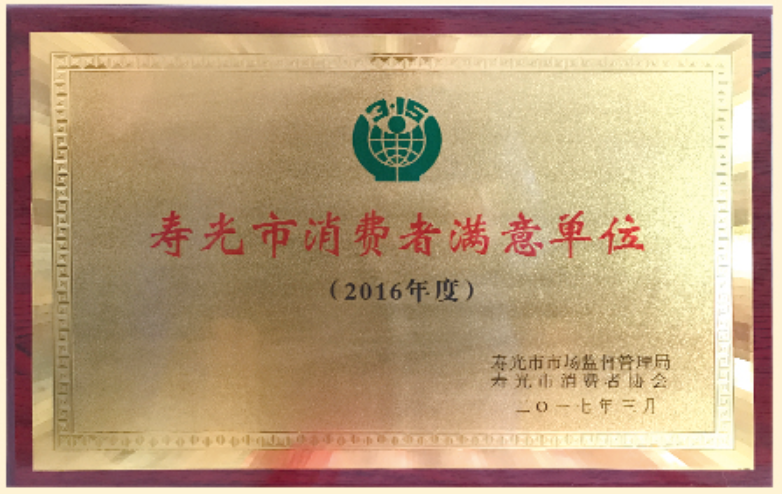 3·15
寿光市消费者满意单位
（2016年度）
寿光市市场监督管理局
寿光市消费者协会
二〇一七年三月